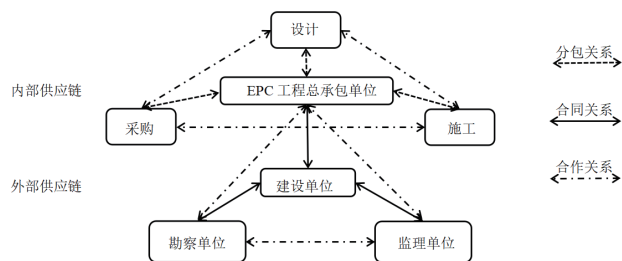 设计
分包关系
内部供应链
EPC 工程总承包单位
采购
施工
合同关系
合作关系
外部供应链
建设单位
勘察单位
监理单位